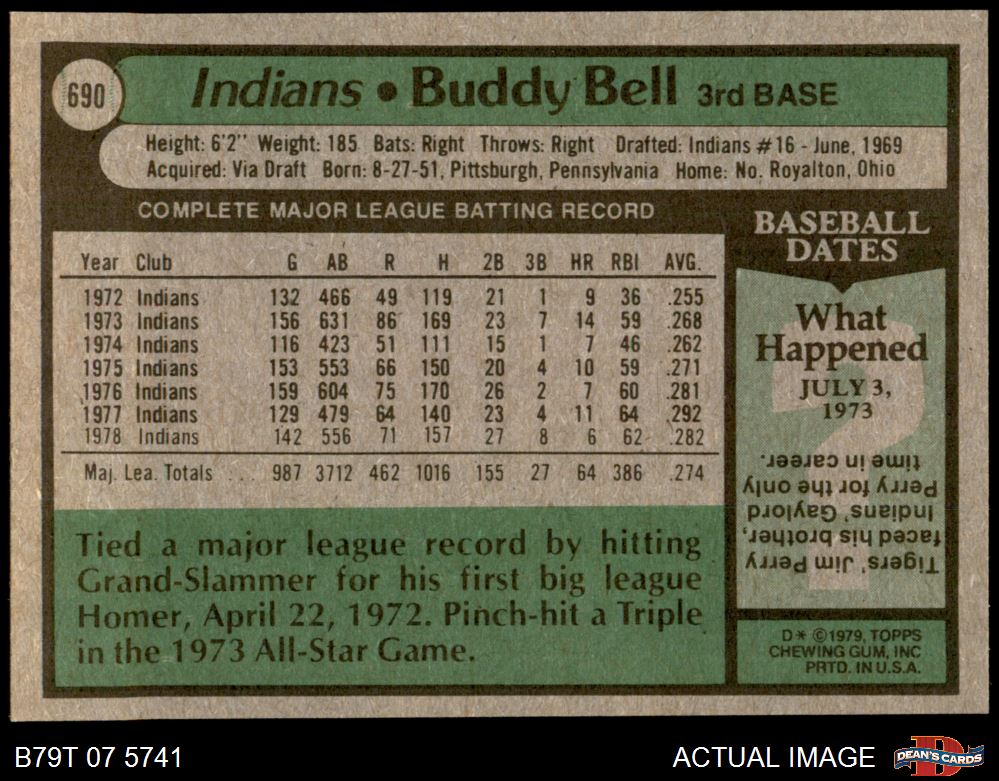 690
Indians • Buddy Bell 3rd BASE
Height: 6'2" Weight: 185 Bats: Right Throws: Right Drafted: Indians #16 - June, 1969
Acquired: Via Draft Born: 8-27-51, Pittsburgh, Pennsylvania Home: No. Royalton, Ohio
COMPLETE MAJOR LEAGUE BATTING RECORD
Year Club G AB R H 2B 3B HR RBI AVG.
1972 Indians 132 466 49 119 21 1 9 36 .255
1973 Indians 156 631 86 169 23 7 14 59 .268
1974 Indians 116 423 51 111 15 1 7 46 .262
1975 Indians 153 553 66 150 20 4 10 59 .271
1976 Indians 159 604 75 170 26 2 7 60 .281
1977 Indians 129 479 64 140 23 4 11 64 .292
1978 Indians 142 556 71 157 27 8 6 62 .282
Maj. Lea. Totals ... 987 3712 462 1016 155 27 64 386 .274
Tied a major league record by hitting
Grand-Slammer for his first big league
Homer, April 22, 1972. Pinch-hit a Triple
in the 1973 All-Star Game.
BASEBALL
DATES
What
Happened
JULY 3,
1973
?
Tigers' Jim Perry
faced his brother,
Indians' Gaylord
Perry for the only
time in career.
D* ©1979, TOPPS
CHEWING GUM, INC
PRTD. IN U.S.A.
B79T 07 5741
ACTUAL IMAGE
D
DEAN'S CARDS